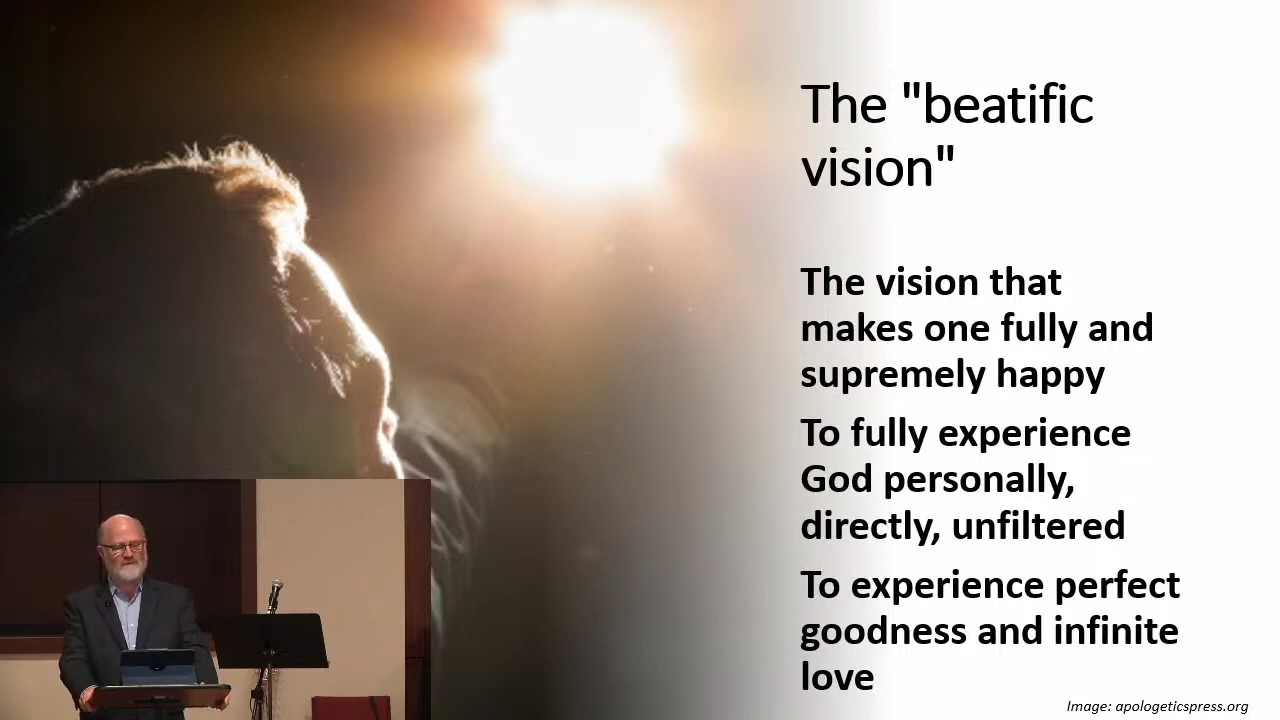 The "beatific
vision"
The vision that
makes one fully and
supremely happy
To fully experience
God personally,
directly, unfiltered
To experience perfect
goodness and infinite
love
Image: apologeticspress.org